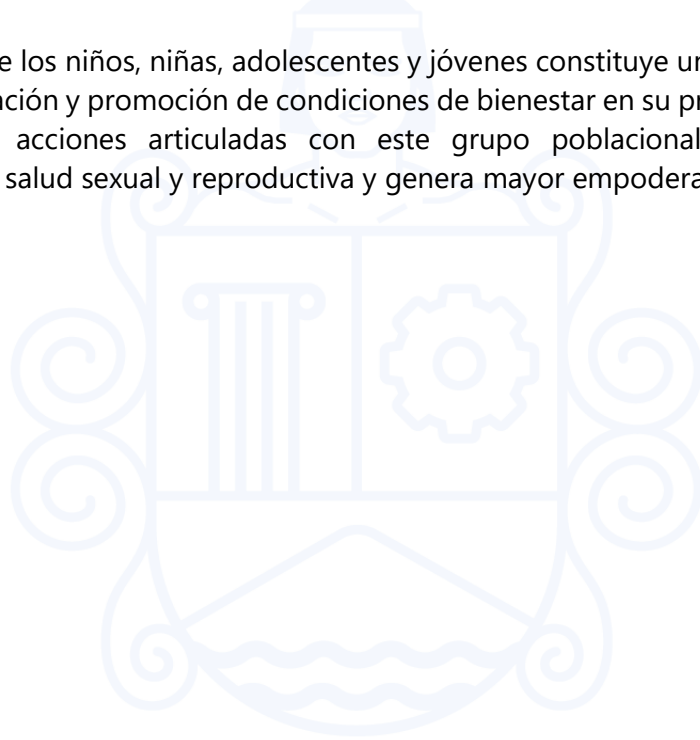 e los niños, niñas, adolescentes y jóvenes constituye un
nción y promoción de condiciones de bienestar en su pr
acciones articuladas con este grupo poblacional
salud sexual y reproductiva y genera mayor empodera